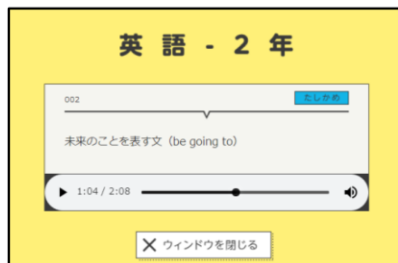 英語-2年
002
たしかめ
未来のことを表す文（be going to）
1:04 / 2:08
ウィンドウを閉じる